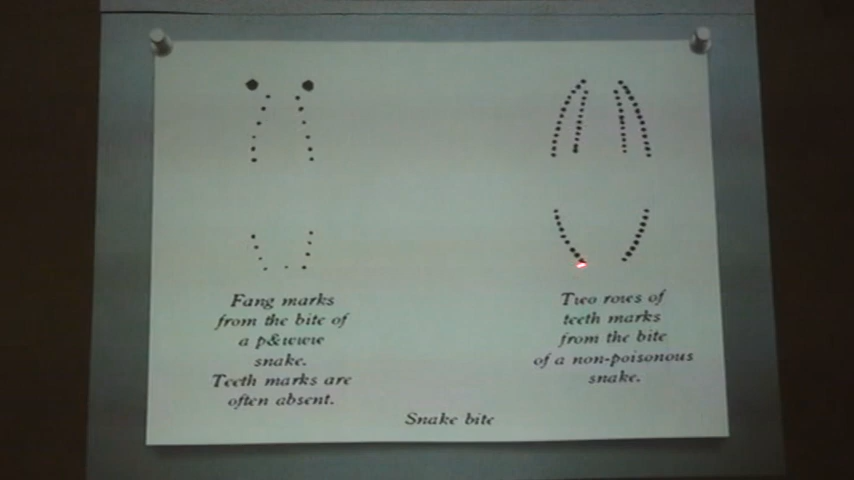 Fang marks
from the bite of
a p&www
snake.
Teeth marks are
often absent.
Two rows of
teeth marks
from the bite
of a non-poisonous
snake.
Snake bite